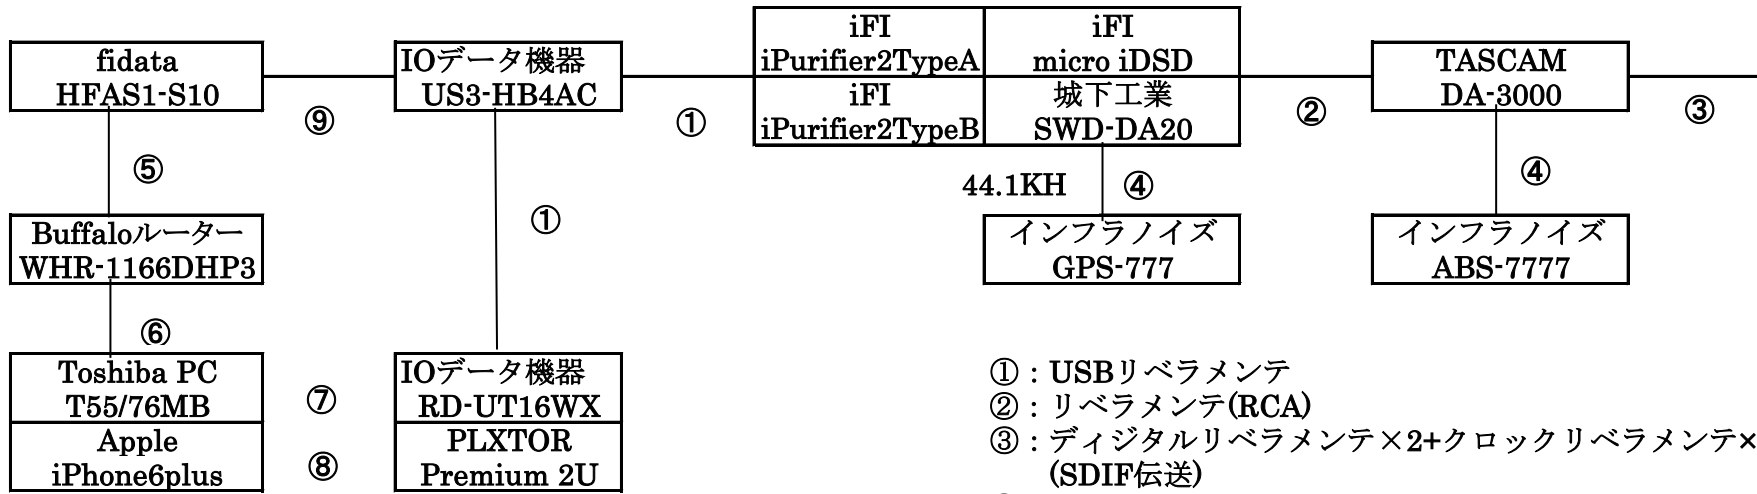 iFI
iPurifier2TypeA
iFI
micro iDSD
fidata
HFAS1-S10
IOデータ機器
US3-HB4AC
iFI
iPurifier2TypeB
城下工業
SWD-DA20
TASCAM
DA-3000
⑨
①
②
③
⑤
44.1KH
④
④
①
Buffaloルーター
WHR-1166DHP3
インフラノイズ
GPS-777
インフラノイズ
ABS-7777
⑥
Toshiba PC
T55/76MB
⑦
IOデータ機器
RD-UT16WX
Apple
iPhone6plus
⑧
PLXTOR
Premium 2U
①：USBリベラメンテ
②：リベラメンテ(RCA)
③：ディジタルリベラメンテ×2+クロックリベラメンテ×
(SDIF伝送)